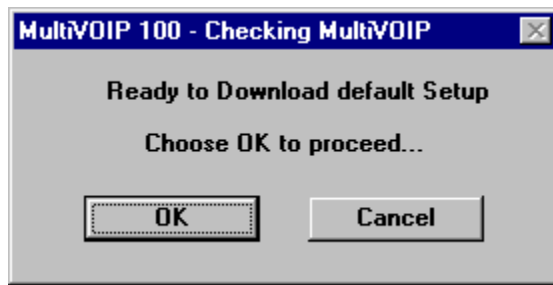 MultiVOIP 100 - Checking MultiVOIP
Ready to Download default Setup
Choose OK to proceed...
OK Cancel